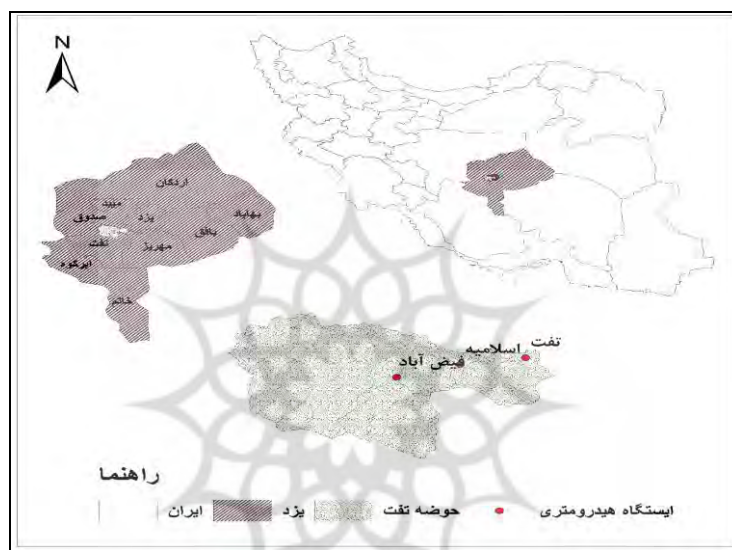 N
اردکان
میبد
صدوق
یزد
بهاباد
بافق
تفت
مهریز
ابرکوه
خاتم
تفت
اسلامیه
فیض آباد
راهنما
ایستگاه هیدرومتری
حوضه تفت
یزد
ایران